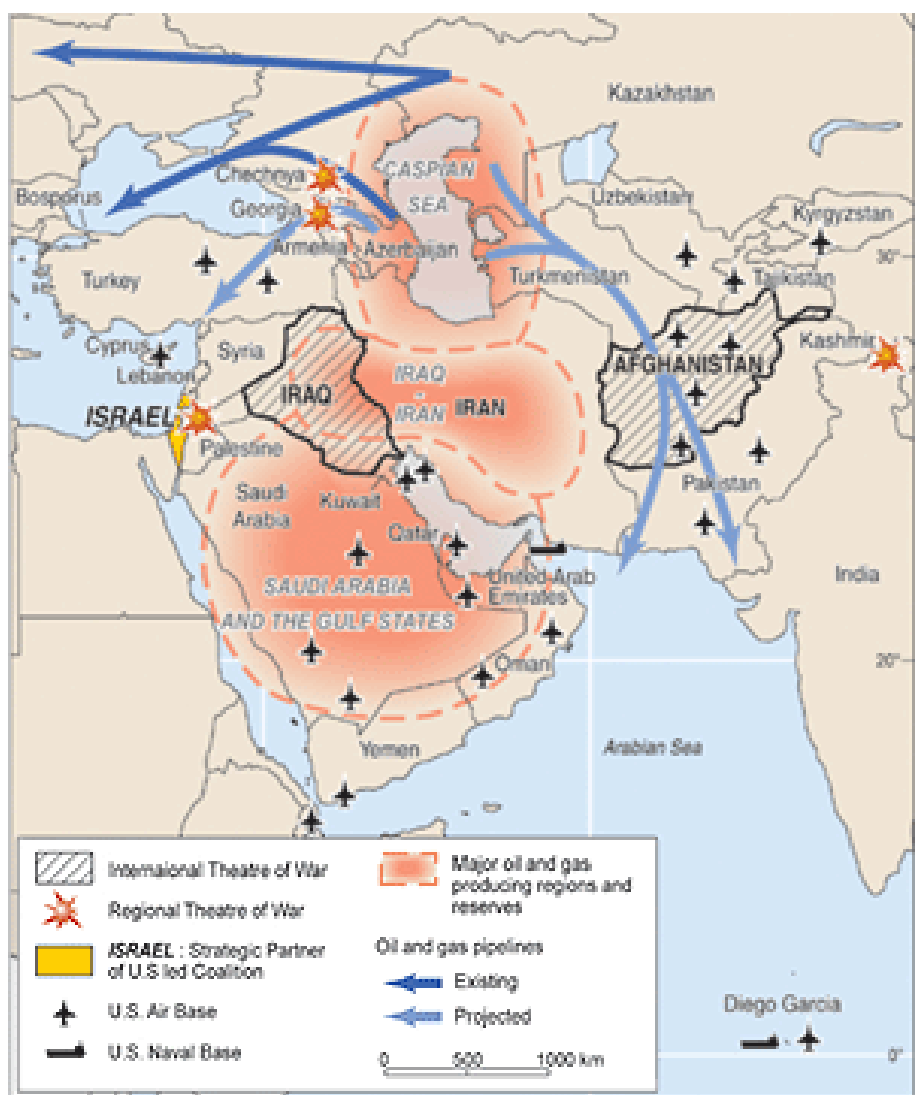 Kazakhstan
CASPIAN
SEA
Chechnya
Bosporus
Georgia
Uzbekistan
Kyrgyzstan
Armenia
Azerbaijan
30°
Turkey
Turkmenistan
Tajikistan
Cyprus
Syria
Lebanon
Kashmir
AFGHANISTAN
IRAQ
IRAQ
-
IRAN
IRAN
ISRAEL
Palestine
Saudi
Arabia
Kuwait
Pakistan
Qatar
United Arab
Emirates
India
SAUDI ARABIA
AND THE GULF STATES
Oman
20°
Yemen
Arabian Sea
Internaional Theatre of War
Regional Theatre of War
ISRAEL : Strategic Partner
of U.S led Coalition
U.S. Air Base
U.S. Naval Base
Major oil and gas
producing regions and
reserves
Oil and gas pipelines
Existing
Projected
0 500 1000 km
Diego Garcia
0°